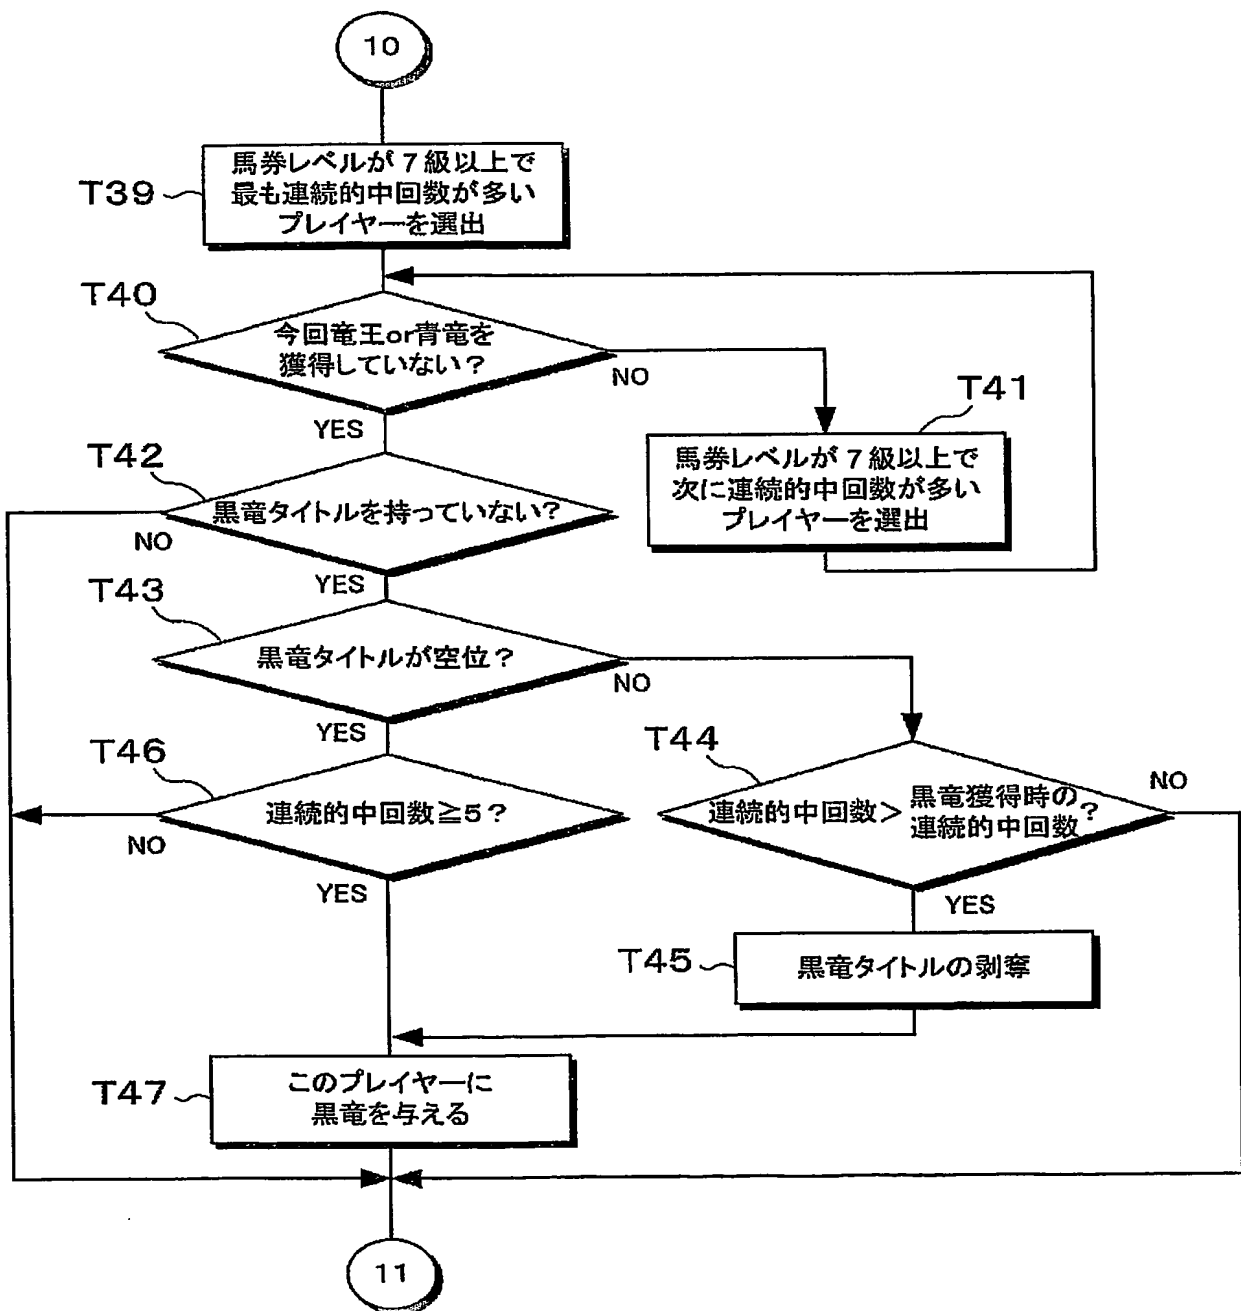 10
T39
馬券レベルが7級以上で
最も連続的中回数が多い
プレイヤーを選出
T40
今回竜王or青竜を
獲得していない?
NO
YES
T41
馬券レベルが7級以上で
次に連続的中回数が多い
プレイヤーを選出
T42
黒竜タイトルを持っていない?
NO
YES
T43
黒竜タイトルが空位?
NO
YES
T44
連続的中回数>黒竜獲得時の
連続的中回数?
NO
YES
T45
黒竜タイトルの剥奪
T46
連続的中回数≧5?
NO
YES
T47
このプレイヤーに
黒竜を与える
11